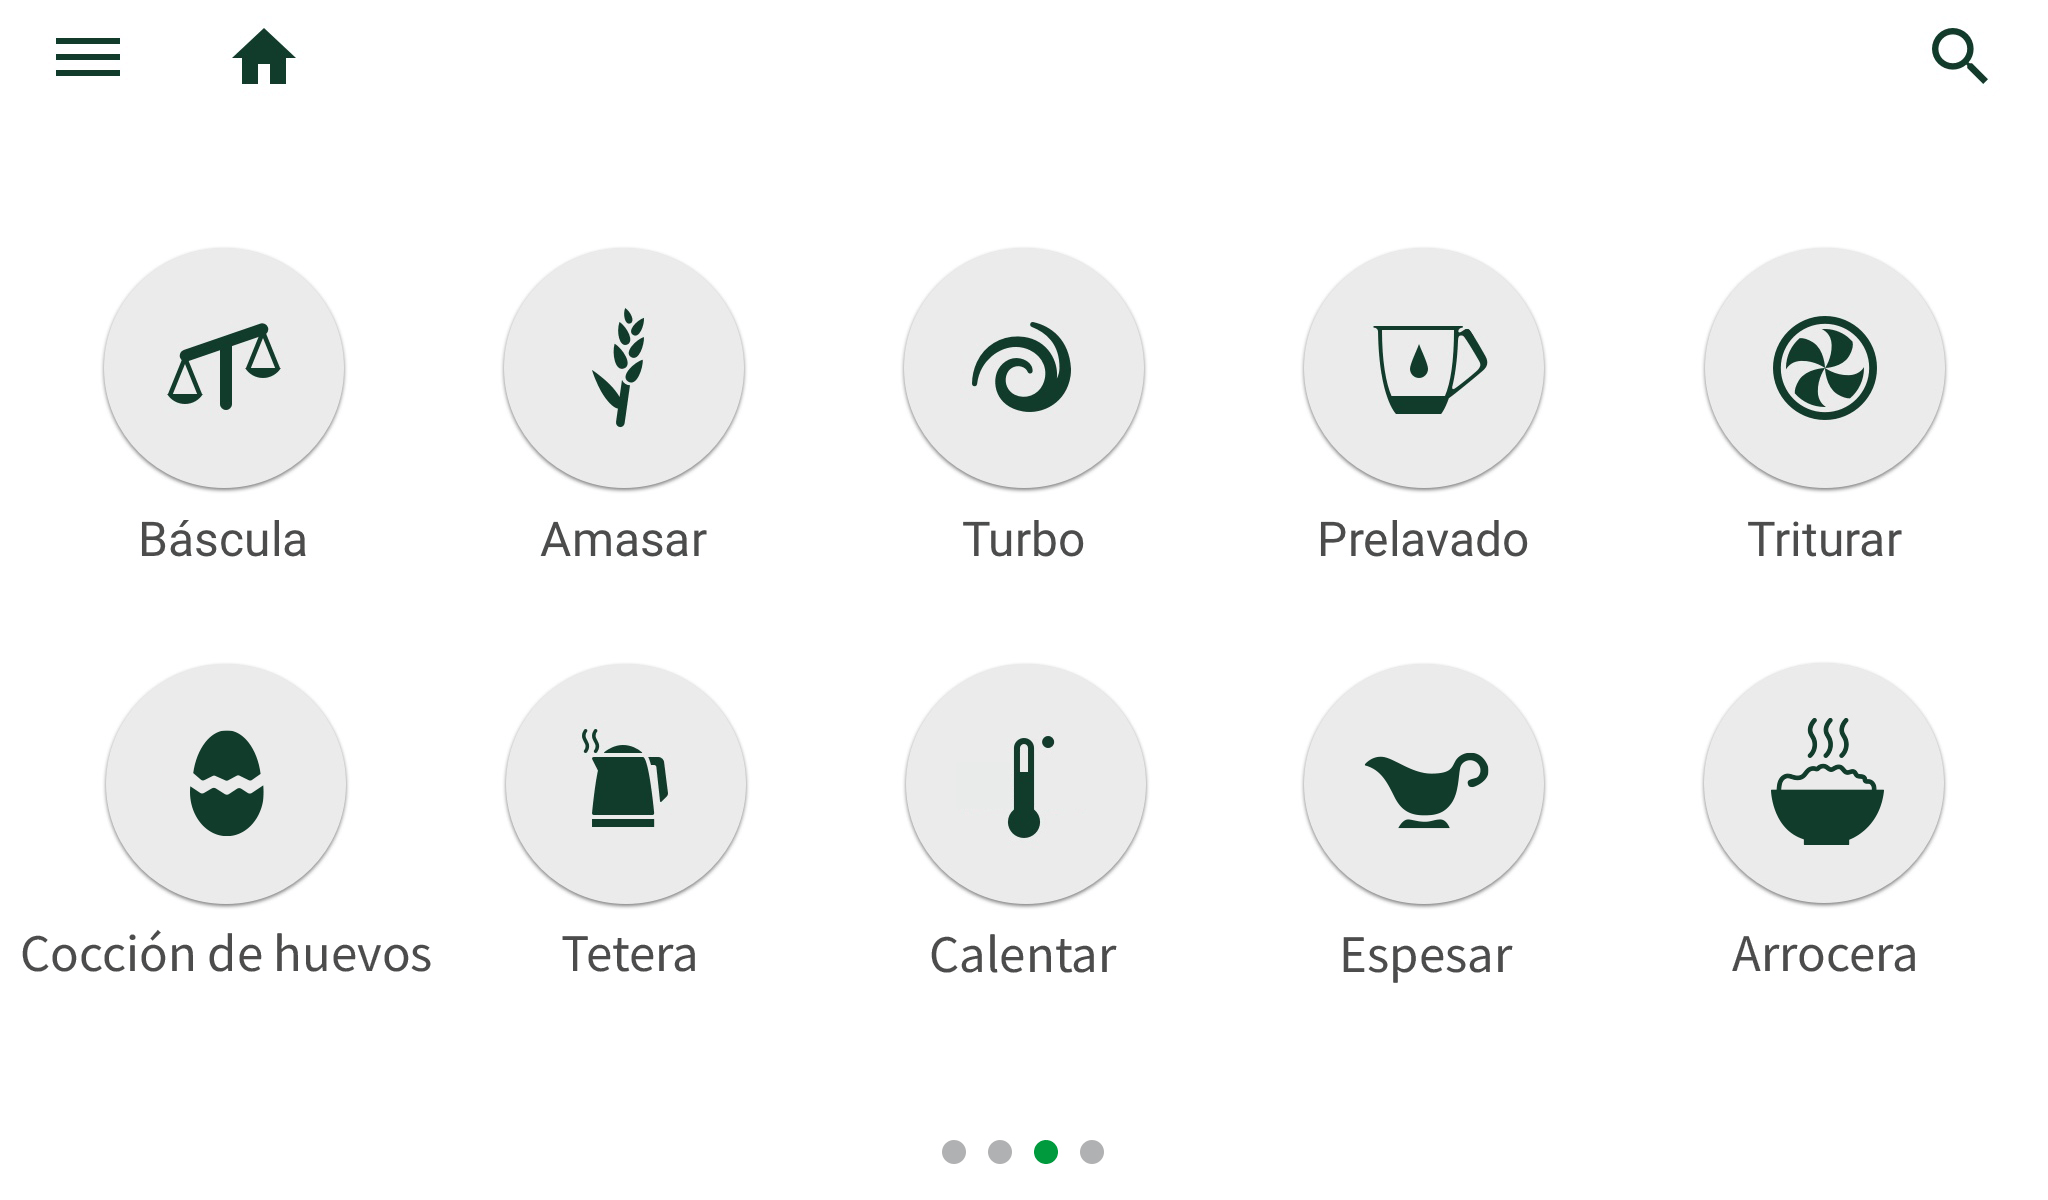 Báscula
Amasar
Turbo
Prelavado
Triturar
Cocción de huevos
Tetera
Calentar
Espesar
Arrocera